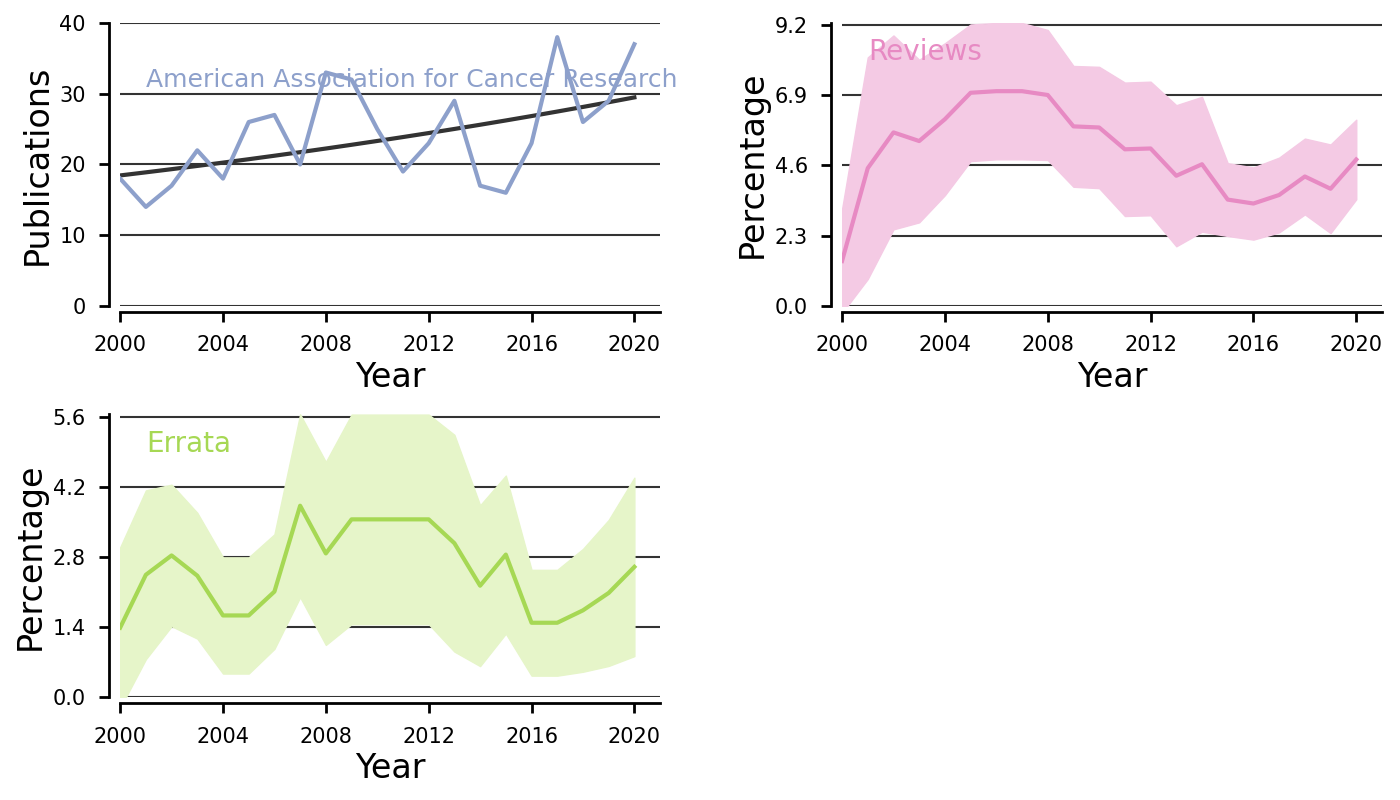 40
30
20
10
0
Publications
American Association for Cancer Research
2000 2004 2008 2012 2016 2020
Year
9.2
6.9
4.6
2.3
0.0
Percentage
Reviews
2000 2004 2008 2012 2016 2020
Year
5.6
4.2
2.8
1.4
0.0
Percentage
Errata
2000 2004 2008 2012 2016 2020
Year